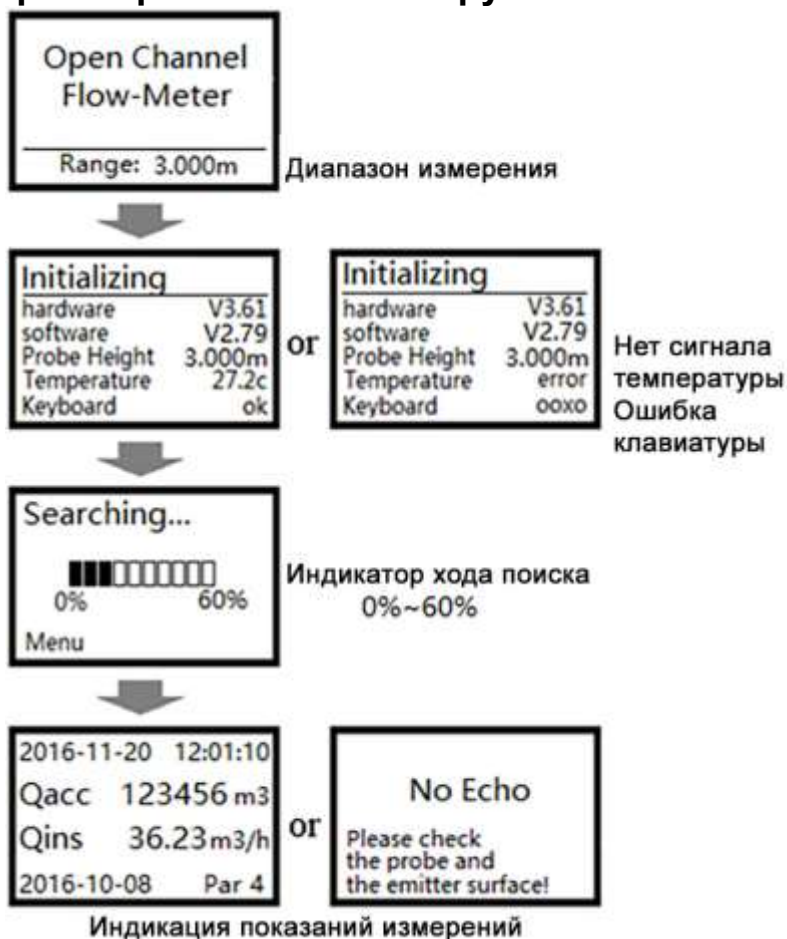 Open Channel
Flow-Meter
Range: 3.000m
Диапазон измерения
Initializing
hardware V3.61
software V2.79
Probe Height 3.000m
Temperature 27.2c
Keyboard ok
or
Initializing
hardware V3.61
software V2.79
Probe Height 3.000m
Temperature error
Keyboard ooxo
Нет сигнала
температуры
Ошибка
клавиатуры
Searching...
0% 60%
Menu
Индикатор хода поиска
0%~60%
2016-11-20 12:01:10
Qacc 123456 m3
Qins 36.23m3/h
2016-10-08 Par 4
or
No Echo
Please check
the probe and
the emitter surface!
Индикация показаний измерений